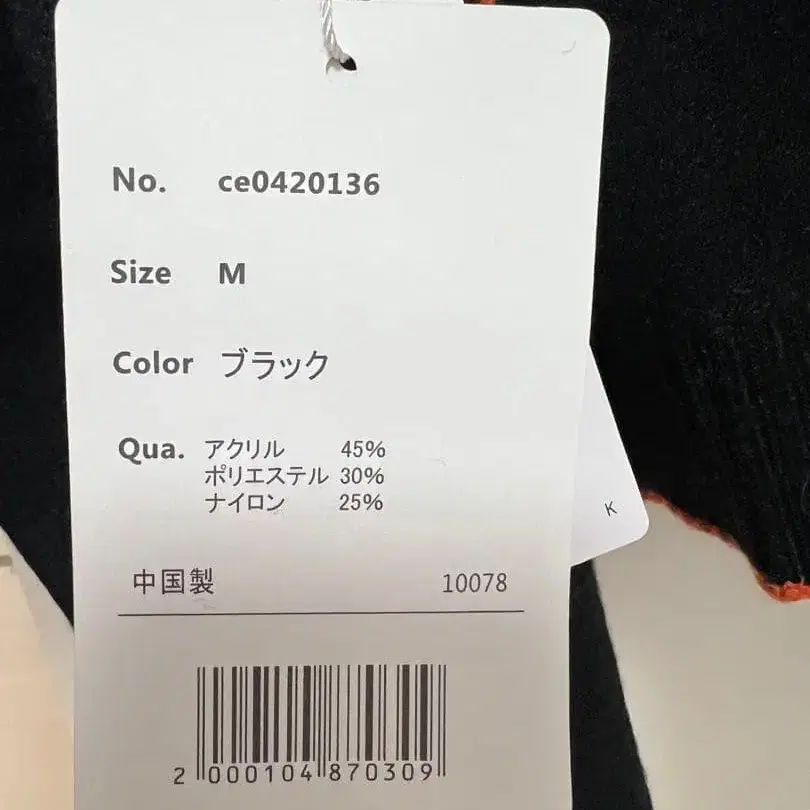 No. ce0420136
Size M
Color ブラック
Qua. アクリル 45%
ポリエステル 30%
ナイロン 25%
中国製 10078
2 000104 870309
K